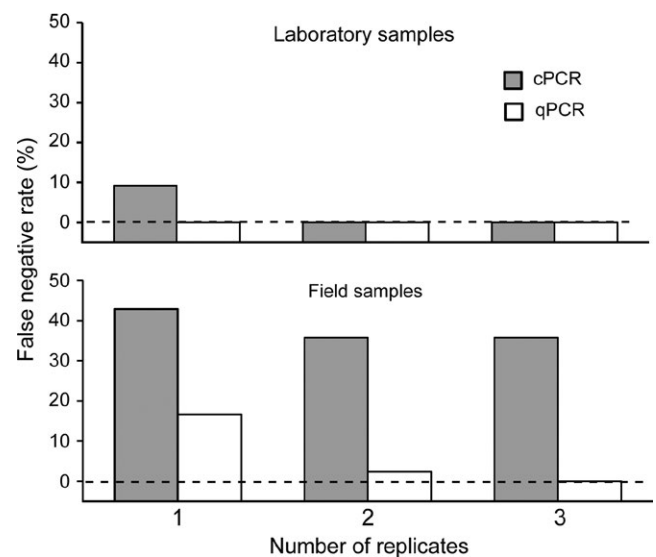 Laboratory samples
cPCR
qPCR
50
40
30
20
10
0
False negative rate (%)
Field samples
50
40
30
20
10
0
1 2 3
Number of replicates